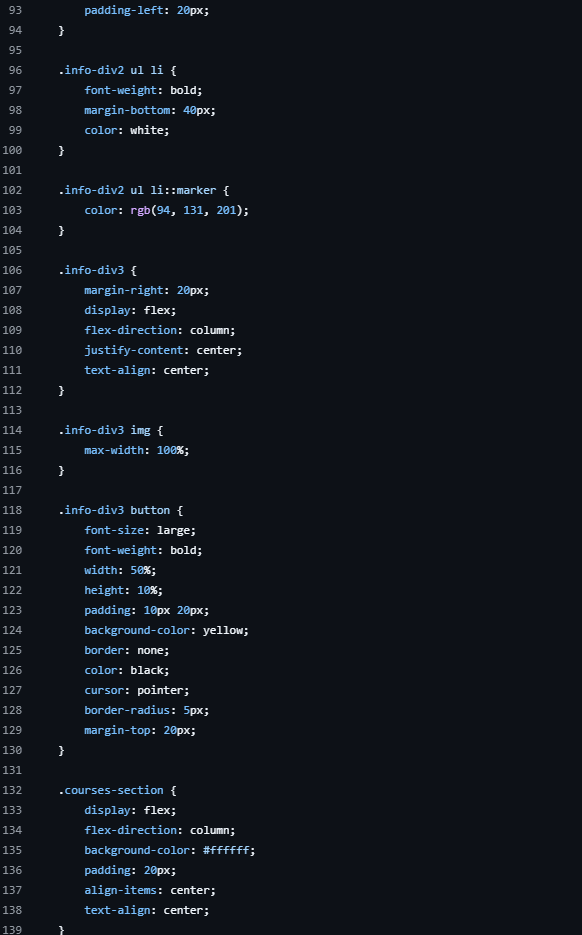 93 padding-left: 20px;
94 }
95
96 .info-div2 ul li {
97 font-weight: bold;
98 margin-bottom: 40px;
99 color: white;
100 }
101
102 .info-div2 ul li::marker {
103 color: rgb(94, 131, 201);
104 }
105
106 .info-div3 {
107 margin-right: 20px;
108 display: flex;
109 flex-direction: column;
110 justify-content: center;
111 text-align: center;
112 }
113
114 .info-div3 img {
115 max-width: 100%;
116 }
117
118 .info-div3 button {
119 font-size: large;
120 font-weight: bold;
121 width: 50%;
122 height: 10%;
123 padding: 10px 20px;
124 background-color: yellow;
125 border: none;
126 color: black;
127 cursor: pointer;
128 border-radius: 5px;
129 margin-top: 20px;
130 }
131
132 .courses-section {
133 display: flex;
134 flex-direction: column;
135 background-color: #ffffff;
136 padding: 20px;
137 align-items: center;
138 text-align: center;
139 }